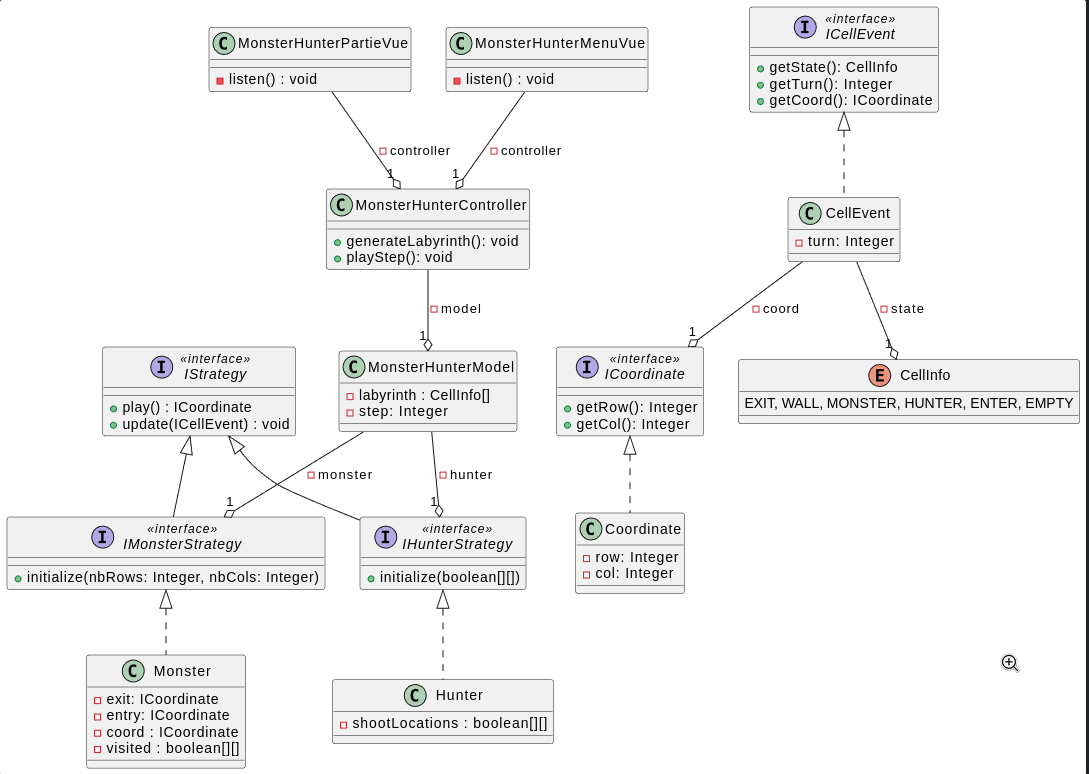 C MonsterHunterPartieVue
listen() : void
C MonsterHunterMenuVue
listen() : void
«interface»
I ICellEvent
getState(): CellInfo
getTurn(): Integer
getCoord(): ICoordinate
controller
1
controller
1
C MonsterHunterController
generateLabyrinth(): void
playStep(): void
C CellEvent
turn: Integer
model
1
coord
1
state
1
«interface»
I IStrategy
play() : ICoordinate
update(ICellEvent) : void
C MonsterHunterModel
labyrinth : CellInfo[]
step: Integer
«interface»
I ICoordinate
getRow(): Integer
getCol(): Integer
E CellInfo
EXIT, WALL, MONSTER, HUNTER, ENTER, EMPTY
monster
1
hunter
1
«interface»
I IMonsterStrategy
initialize(nbRows: Integer, nbCols: Integer)
«interface»
I IHunterStrategy
initialize(boolean[][])
C Coordinate
row: Integer
col: Integer
C Monster
exit: ICoordinate
entry: ICoordinate
coord : ICoordinate
visited : boolean[][]
C Hunter
shootLocations : boolean[][]